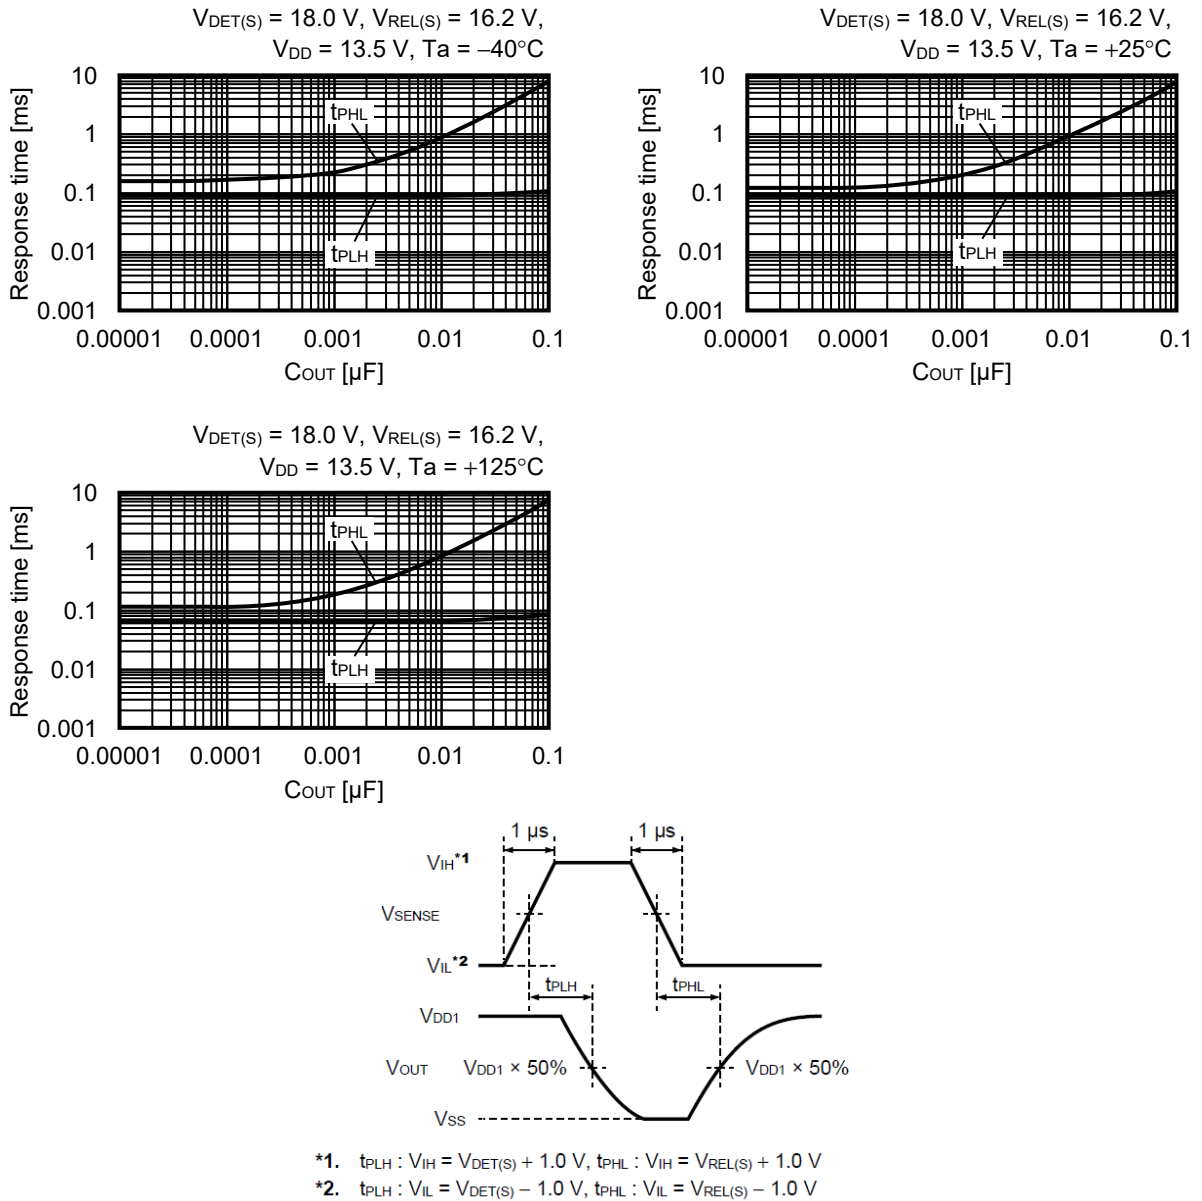 VDET(S) = 18.0 V, VREL(S) = 16.2 V,
VDD = 13.5 V, Ta = −40°C
Response time [ms]
10
1
0.1
0.01
0.001
tPHL
tPLH
0.00001 0.0001 0.001 0.01 0.1
COUT [µF]
VDET(S) = 18.0 V, VREL(S) = 16.2 V,
VDD = 13.5 V, Ta = +25°C
Response time [ms]
10
1
0.1
0.01
0.001
tPHL
tPLH
0.00001 0.0001 0.001 0.01 0.1
COUT [µF]
VDET(S) = 18.0 V, VREL(S) = 16.2 V,
VDD = 13.5 V, Ta = +125°C
Response time [ms]
10
1
0.1
0.01
0.001
tPHL
tPLH
0.00001 0.0001 0.001 0.01 0.1
COUT [µF]
1 µs 1 µs
VIH*1
VSENSE
VIL*2
tPLH tPHL
VDD1
VOUT VDD1 × 50% VDD1 × 50%
VSS
*1. tPLH : VIH = VDET(S) + 1.0 V, tPHL : VIH = VREL(S) + 1.0 V
*2. tPLH : VIL = VDET(S) − 1.0 V, tPHL : VIL = VREL(S) − 1.0 V